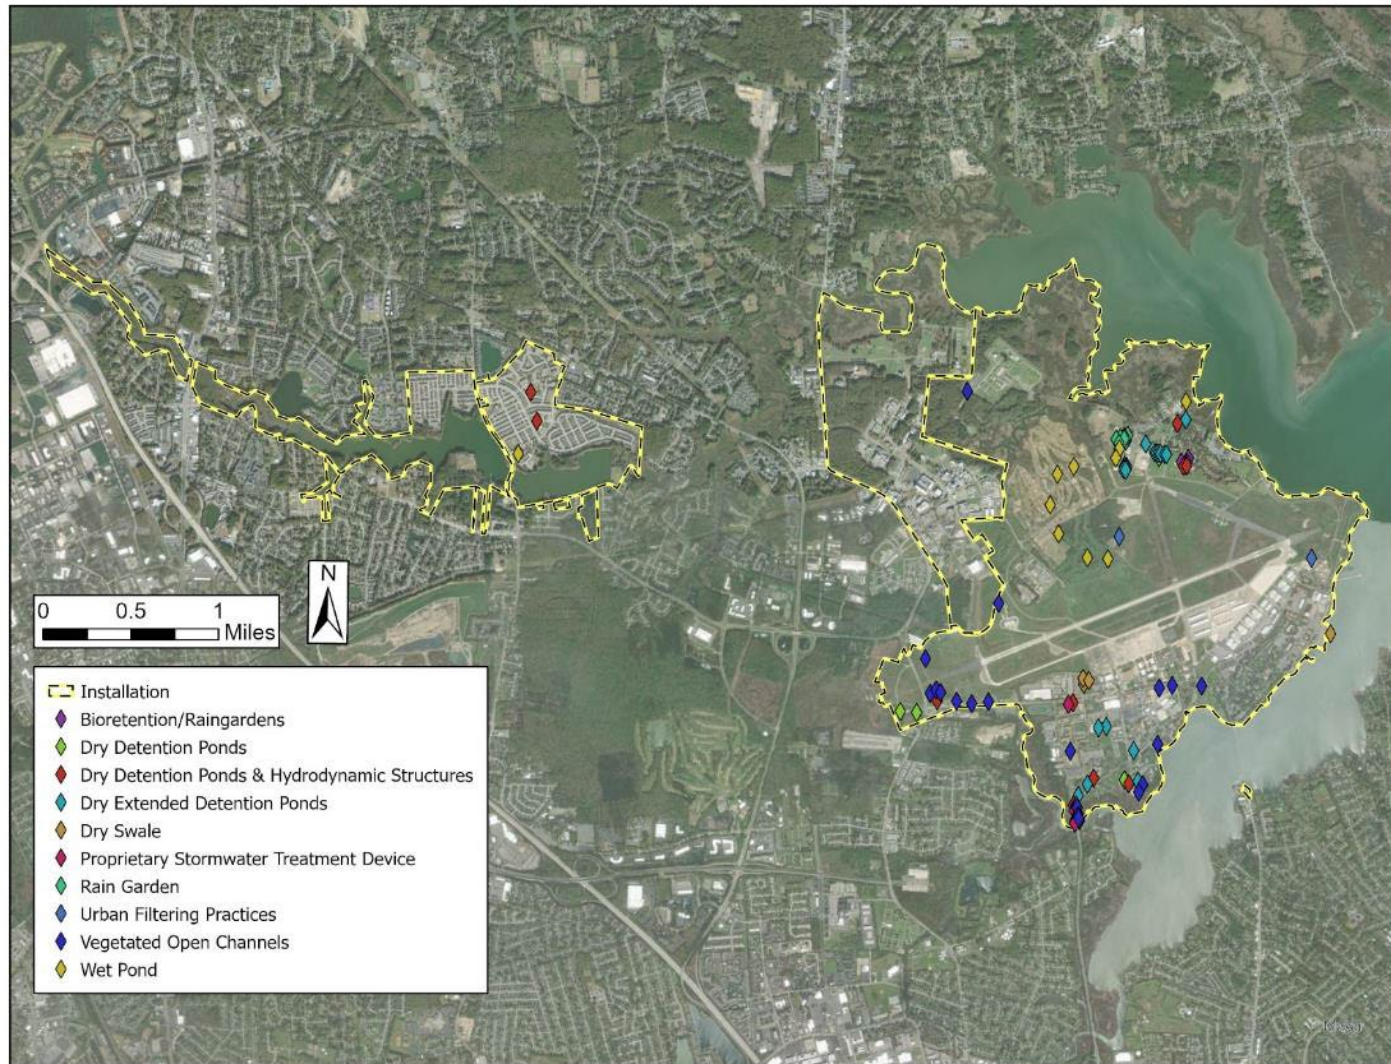 N
0 0.5 1
Miles
Installation
Bioretention/Raingardens
Dry Detention Ponds
Dry Detention Ponds & Hydrodynamic Structures
Dry Extended Detention Ponds
Dry Swale
Proprietary Stormwater Treatment Device
Rain Garden
Urban Filtering Practices
Vegetated Open Channels
Wet Pond